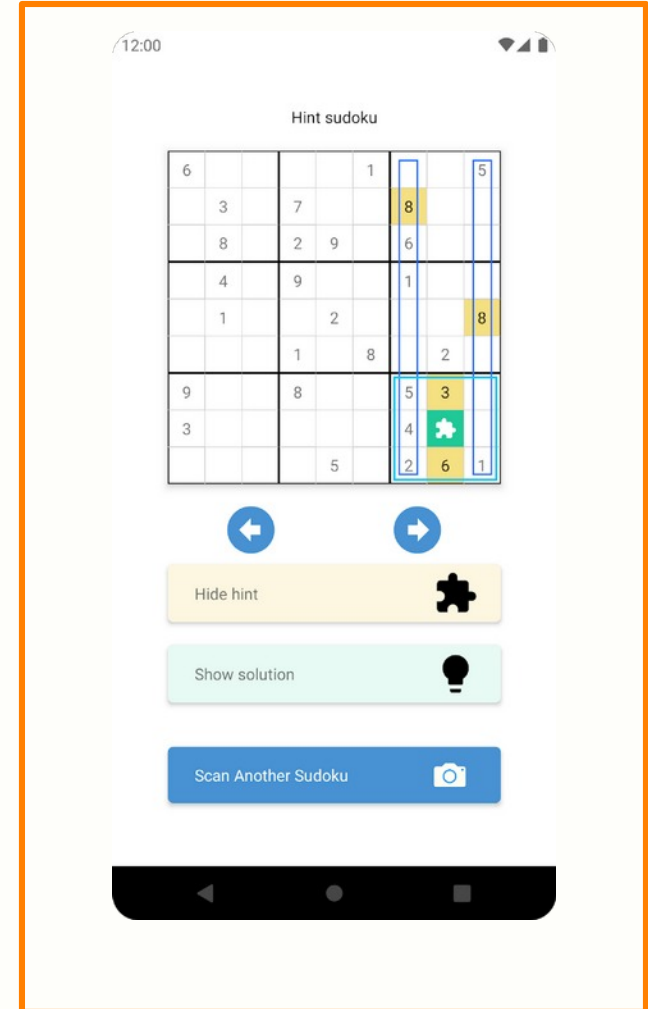 12:00
Hint sudoku
6 1 5
3 7 8
8 2 9 6
4 9 1
1 2 8
1 8 2
9 8 5 3
3 4
5 2 6 1
Hide hint
Show solution
Scan Another Sudoku